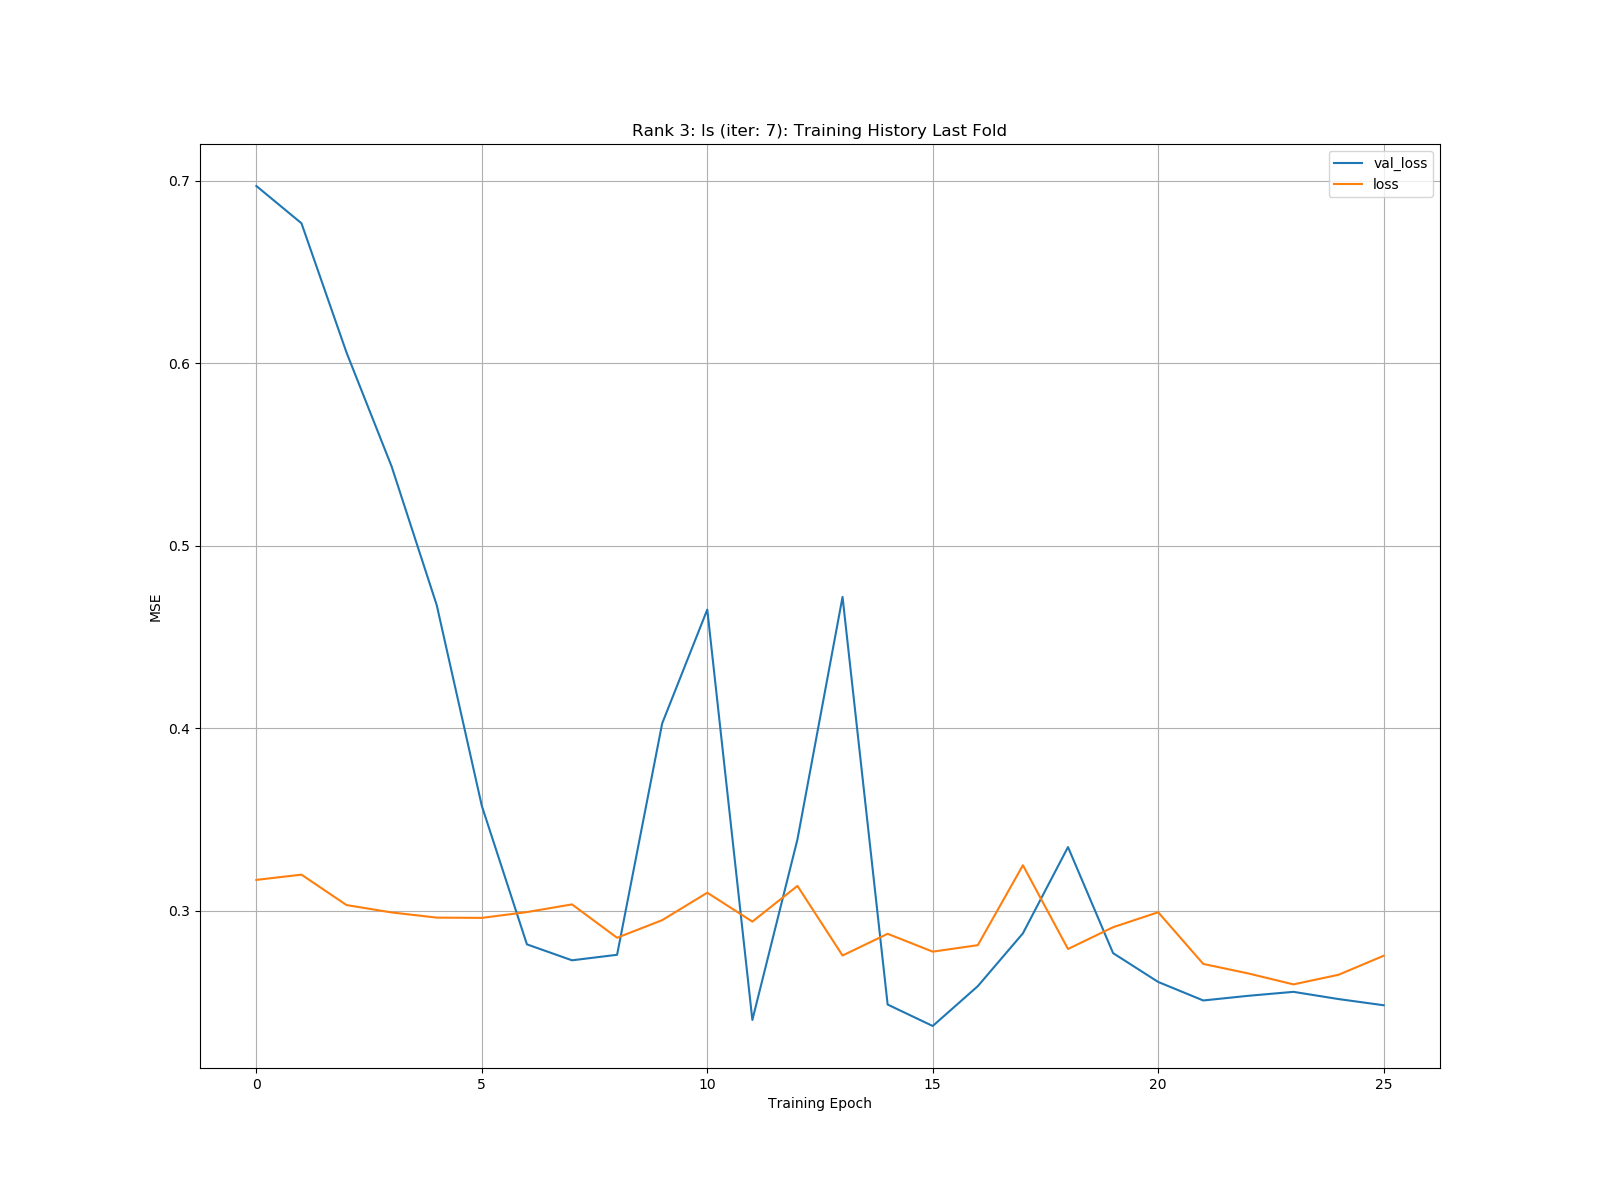 Rank 3: ls (iter: 7): Training History Last Fold
val_loss
loss
0.7
0.6
0.5
0.4
0.3
MSE
0 5 10 15 20 25
Training Epoch